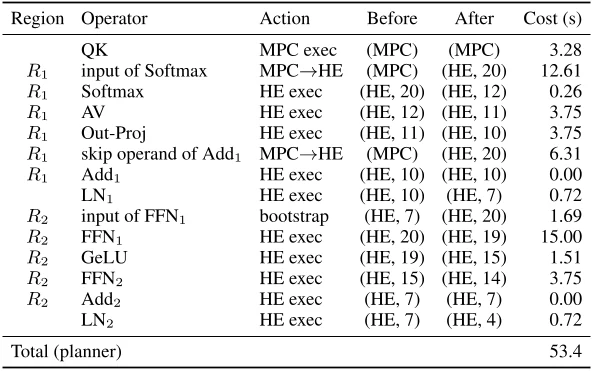 Region Operator Action Before After Cost (s)
QK MPC exec (MPC) (MPC) 3.28
R₁ input of Softmax MPC→HE (MPC) (HE, 20) 12.61
R₁ Softmax HE exec (HE, 20) (HE, 12) 0.26
R₁ AV HE exec (HE, 12) (HE, 11) 3.75
R₁ Out-Proj HE exec (HE, 11) (HE, 10) 3.75
R₁ skip operand of Add₁ MPC→HE (MPC) (HE, 20) 6.31
R₁ Add₁ HE exec (HE, 10) (HE, 10) 0.00
LN₁ HE exec (HE, 10) (HE, 7) 0.72
R₂ input of FFN₁ bootstrap (HE, 7) (HE, 20) 1.69
R₂ FFN₁ HE exec (HE, 20) (HE, 19) 15.00
R₂ GeLU HE exec (HE, 19) (HE, 15) 1.51
R₂ FFN₂ HE exec (HE, 15) (HE, 14) 3.75
R₂ Add₂ HE exec (HE, 7) (HE, 7) 0.00
LN₂ HE exec (HE, 7) (HE, 4) 0.72
Total (planner) 53.4